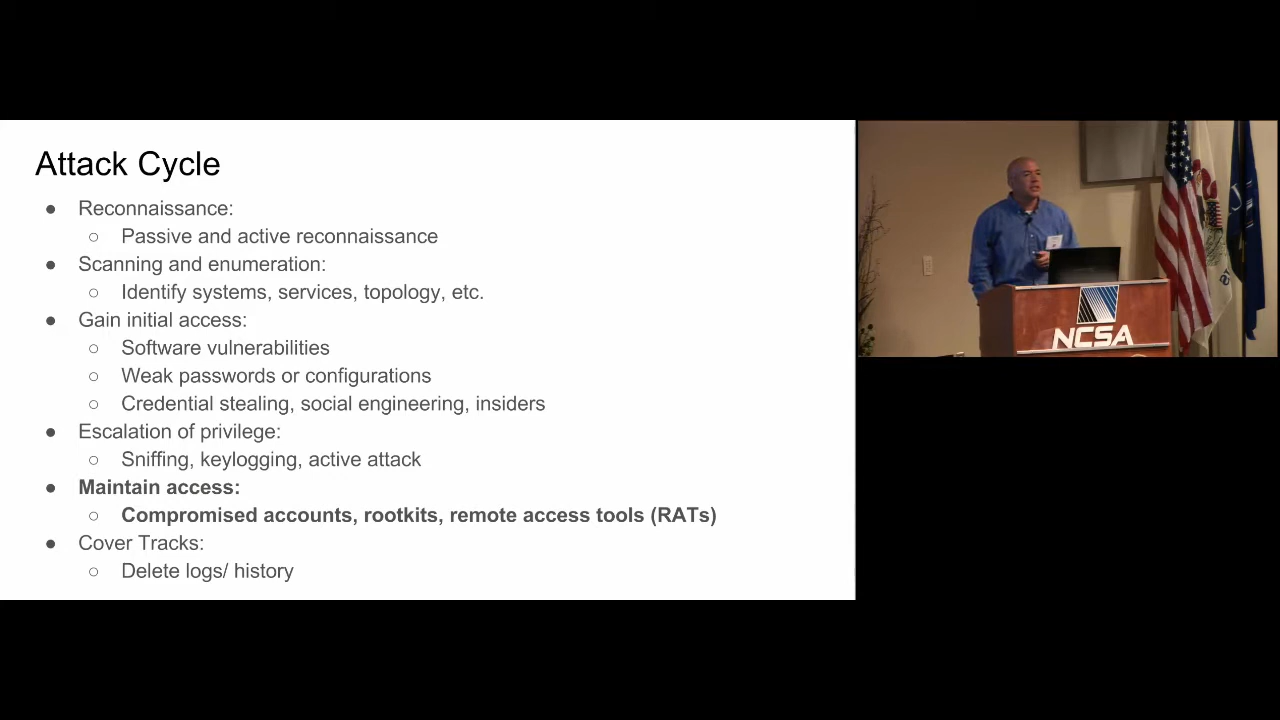 Attack Cycle
● Reconnaissance:
○ Passive and active reconnaissance
● Scanning and enumeration:
○ Identify systems, services, topology, etc.
● Gain initial access:
○ Software vulnerabilities
○ Weak passwords or configurations
○ Credential stealing, social engineering, insiders
● Escalation of privilege:
○ Sniffing, keylogging, active attack
● Maintain access:
○ Compromised accounts, rootkits, remote access tools (RATs)
● Cover Tracks:
○ Delete logs/ history
NCSA